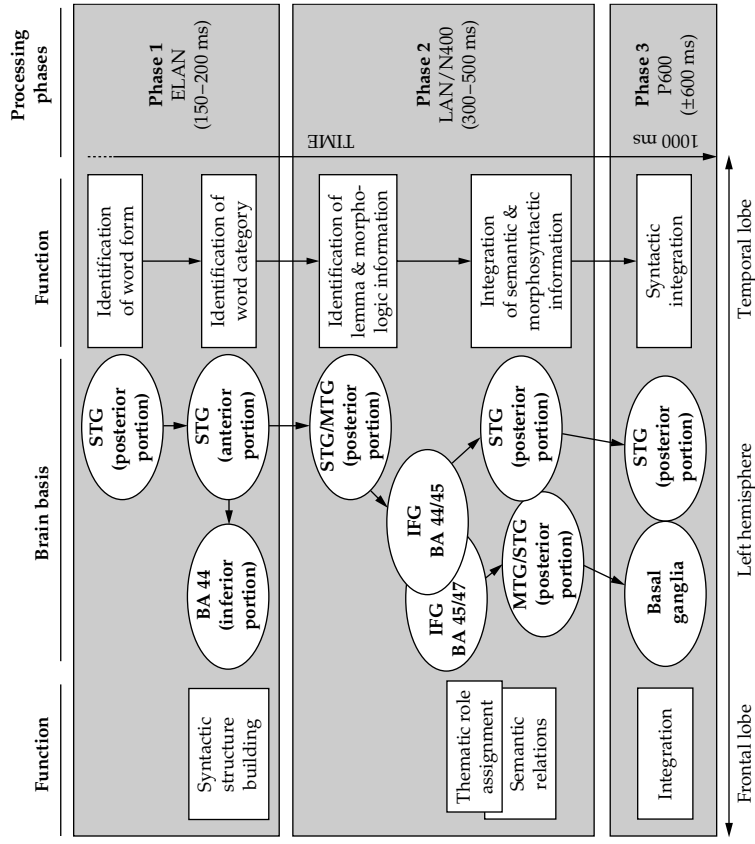 Function
Brain basis
Function
Processing
phases
Syntactic
structure
building
BA 44
(inferior
portion)
STG
(posterior
portion)
STG
(anterior
portion)
Identification
of word form
Identification of
word category
Phase 1
ELAN
(150–200 ms)
Thematic role
assignment
Semantic
relations
IFG
BA 45/47
IFG
BA 44/45
MTG/STG
(posterior
portion)
STG/MTG
(posterior
portion)
STG
(posterior
portion)
Identification of
lemma & morpho-
logic information
Integration
of semantic &
morphosyntactic
information
TIME
Phase 2
LAN/N400
(300–500 ms)
Integration
Basal
ganglia
STG
(posterior
portion)
Syntactic
integration
1000 ms
Phase 3
P600
(±600 ms)
Frontal lobe
Left hemisphere
Temporal lobe